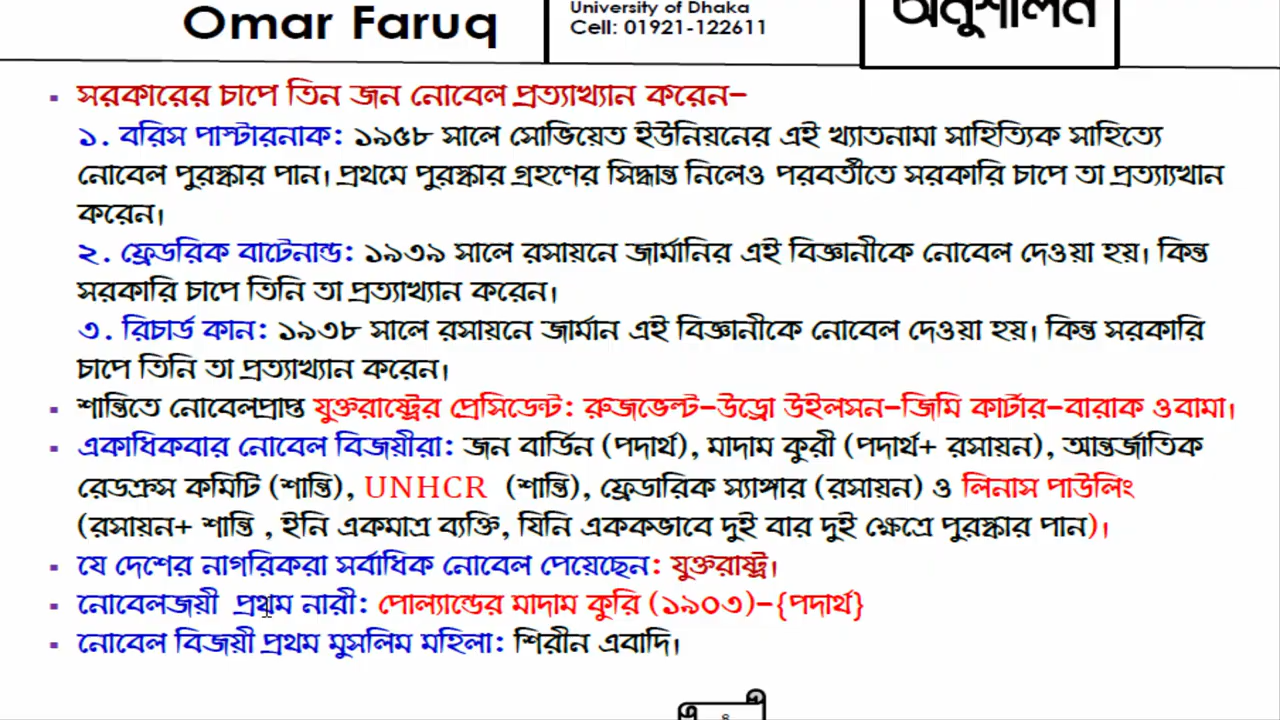 Omar Faruq
University of Dhaka
Cell: 01921-122611
অনুশীলন
▪ সরকারের চাপে তিন জন নোবেল প্রত্যাখ্যান করেন–
১. বরিস পাস্টারনাক: ১৯৫৮ সালে সোভিয়েত ইউনিয়নের এই খ্যাতনামা সাহিত্যিক সাহিত্যে
নোবেল পুরস্কার পান। প্রথমে পুরস্কার গ্রহণের সিদ্ধান্ত নিলেও পরবর্তীতে সরকারি চাপে তা প্রত্যাখান
করেন।
২. ফ্রেডরিক বাটেনান্ড: ১৯৩৯ সালে রসায়নে জার্মানির এই বিজ্ঞানীকে নোবেল দেওয়া হয়। কিন্ত
সরকারি চাপে তিনি তা প্রত্যাখ্যান করেন।
৩. রিচার্ড কান: ১৯৩৮ সালে রসায়নে জার্মান এই বিজ্ঞানীকে নোবেল দেওয়া হয়। কিন্ত সরকারি
চাপে তিনি তা প্রত্যাখ্যান করেন।
▪ শান্তিতে নোবেলপ্রাপ্ত যুক্তরাষ্ট্রের প্রেসিডেন্ট: রুজভেল্ট–উড্রো উইলসন–জিমি কার্টার–বারাক ওবামা।
▪ একাধিকবার নোবেল বিজয়ীরা: জন বার্ডিন (পদার্থ), মাদাম কুরী (পদার্থ+ রসায়ন), আন্তর্জাতিক
রেডক্রস কমিটি (শান্তি), UNHCR (শান্তি), ফ্রেডারিক স্যাঙ্গার (রসায়ন) ও লিনাস পাউলিং
(রসায়ন+ শান্তি , ইনি একমাত্র ব্যক্তি, যিনি এককভাবে দুই বার দুই ক্ষেত্রে পুরস্কার পান)।
▪ যে দেশের নাগরিকরা সর্বাধিক নোবেল পেয়েছেন: যুক্তরাষ্ট্র।
▪ নোবেলজয়ী প্রথম নারী: পোল্যান্ডের মাদাম কুরি (১৯০৩)–{পদার্থ}
▪ নোবেল বিজয়ী প্রথম মুসলিম মহিলা: শিরীন এবাদি।